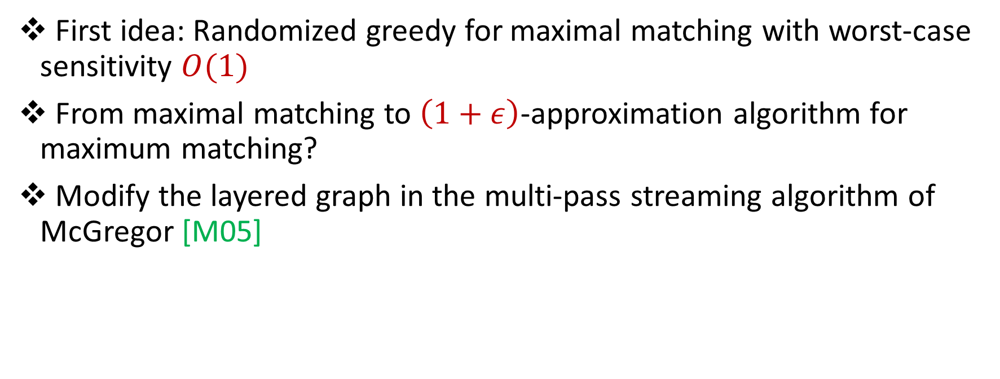 ❖ First idea: Randomized greedy for maximal matching with worst-case
sensitivity O(1)
❖ From maximal matching to (1 + ϵ)-approximation algorithm for
maximum matching?
❖ Modify the layered graph in the multi-pass streaming algorithm of
McGregor [M05]